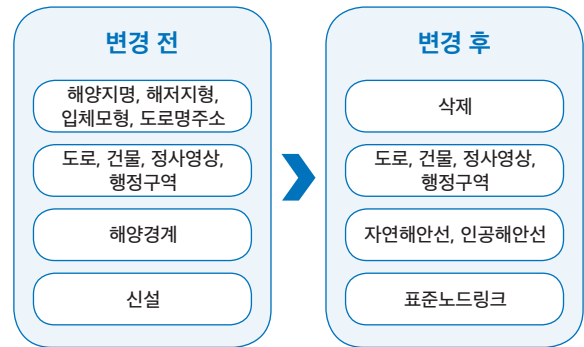 변경 전
해양지명, 해저지형,
입체모형, 도로명주소
도로, 건물, 정사영상,
행정구역
해양경계
신설
변경 후
삭제
도로, 건물, 정사영상,
행정구역
자연해안선, 인공해안선
표준노드링크